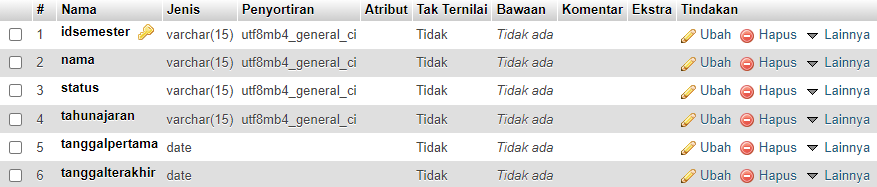 # Nama Jenis Penyortiran Atribut Tak Ternilai Bawaan Komentar Ekstra Tindakan
1 idsemester varchar(15) utf8mb4_general_ci Tidak Tidak ada Ubah Hapus Lainnya
2 nama varchar(15) utf8mb4_general_ci Tidak Tidak ada Ubah Hapus Lainnya
3 status varchar(15) utf8mb4_general_ci Tidak Tidak ada Ubah Hapus Lainnya
4 tahunajaran varchar(15) utf8mb4_general_ci Tidak Tidak ada Ubah Hapus Lainnya
5 tanggalpertama date Tidak Tidak ada Ubah Hapus Lainnya
6 tanggalterakhir date Tidak Tidak ada Ubah Hapus Lainnya